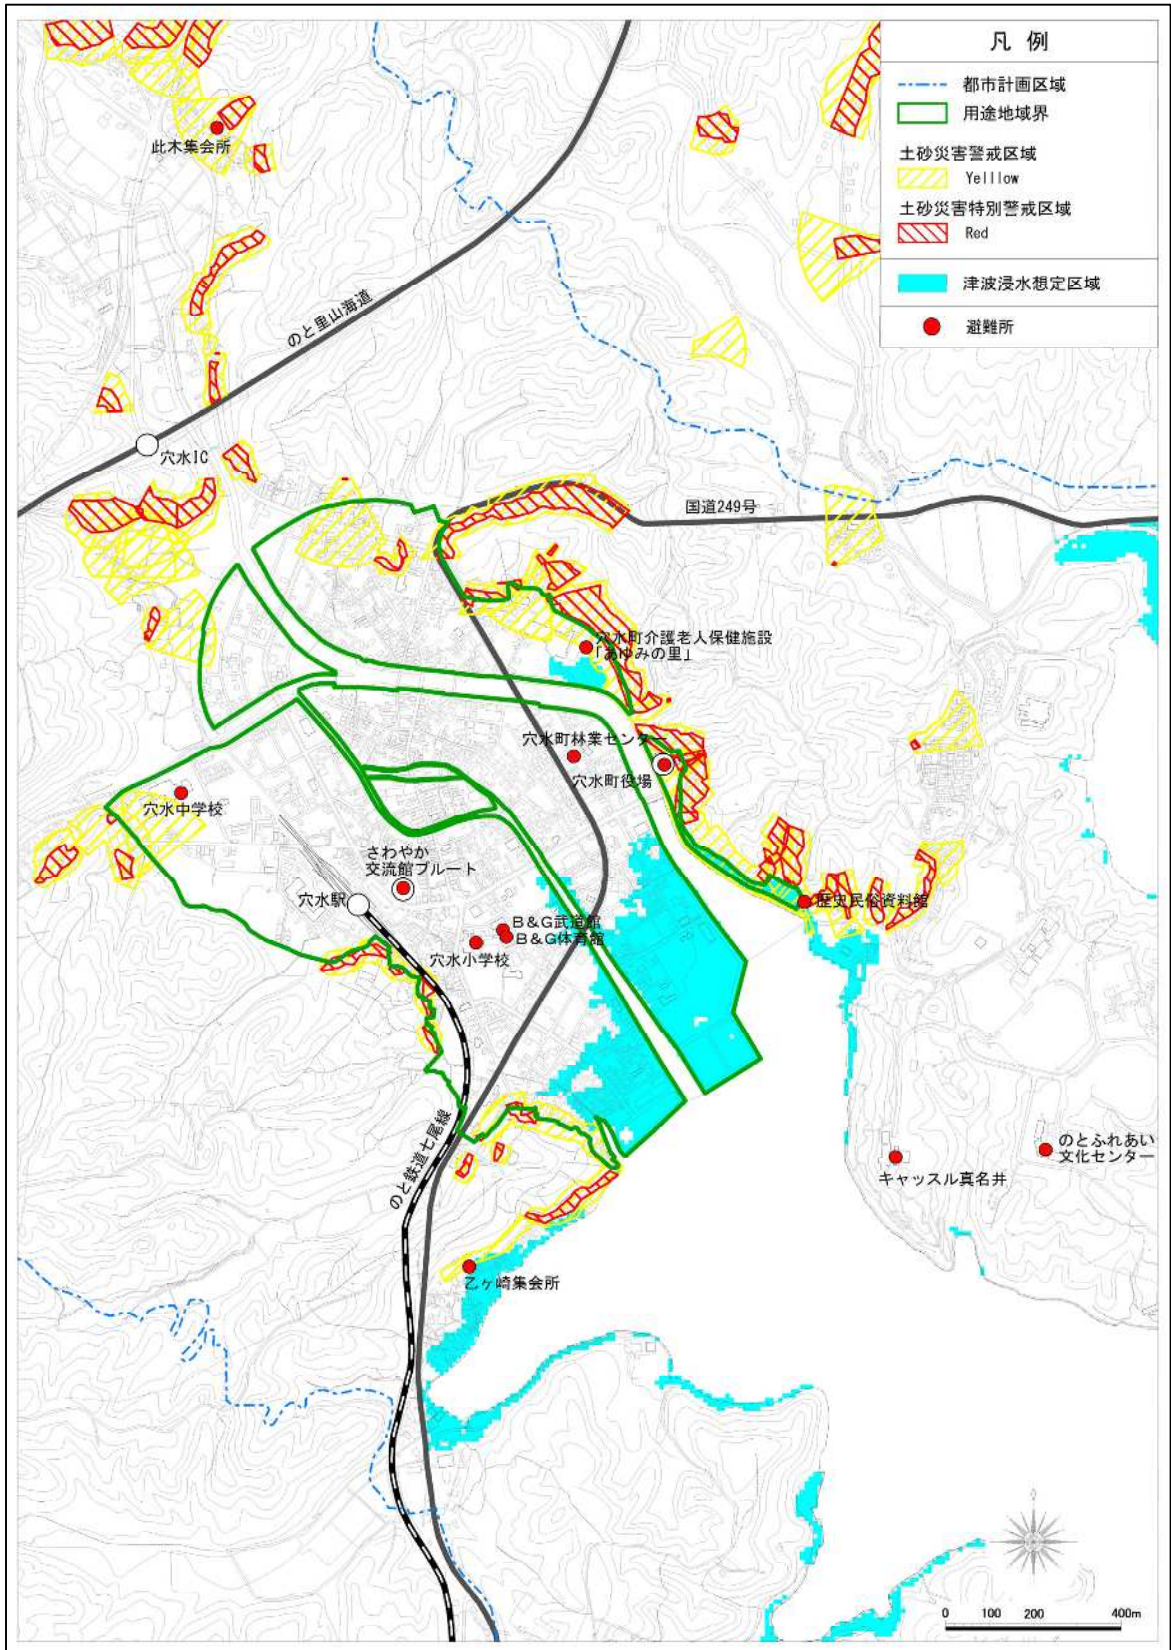 凡 例
都市計画区域
用途地域界
土砂災害警戒区域
Yelllow
土砂災害特別警戒区域
Red
津波浸水想定区域
避難所
此木集会所
のと里山海道
穴水IC
国道249号
穴水町介護老人保健施設
「あゆみの里」
穴水町林業センター
穴水町役場
穴水中学校
さわやか
交流館プルート
穴水駅
歴史民俗資料館
B&G武道館
B&G体育館
穴水小学校
のと鉄道七尾線
のとふれあい
文化センター
キャッスル真名井
乙ヶ崎集会所
0 100 200 400m